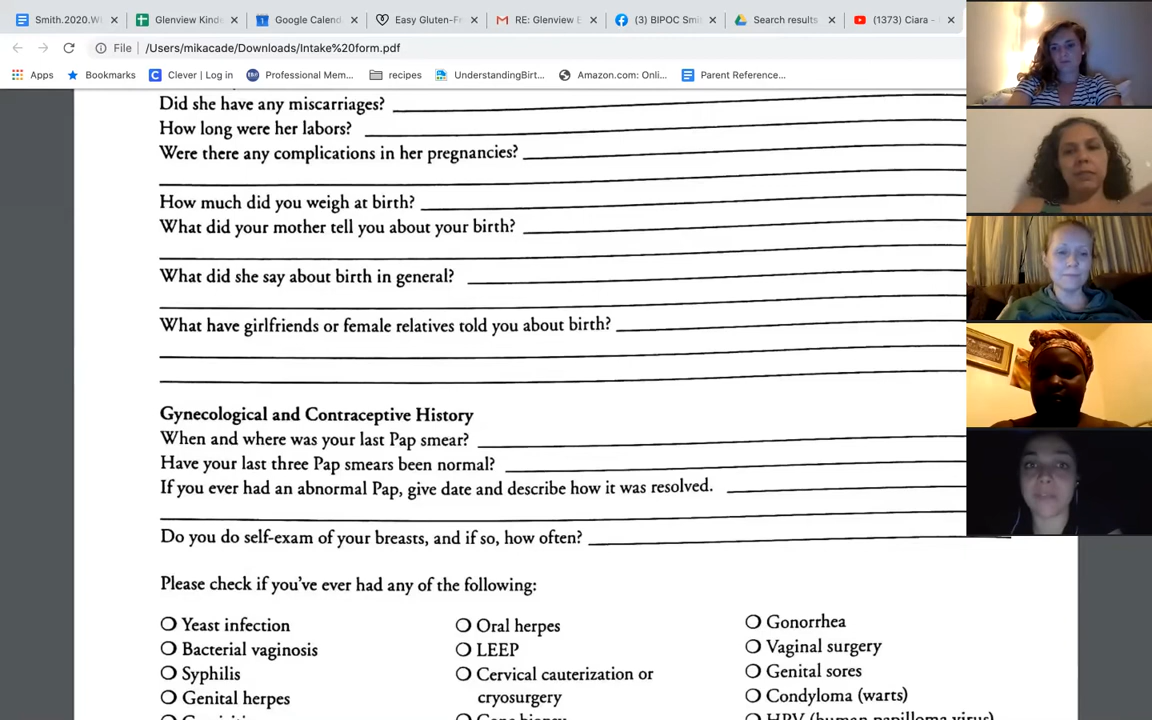 Smith.2020.W
Glenview Kind
Google Calend
Easy Gluten-Fr
RE: Glenview E
(3) BIPOC Smi
Search results
(1373) Ciara -
File /Users/mikacade/Downloads/Intake%20form.pdf
Apps Bookmarks Clever | Log in Professional Mem... recipes UnderstandingBirt... Amazon.com: Onli... Parent Reference...
Did she have any miscarriages?
How long were her labors?
Were there any complications in her pregnancies?
How much did you weigh at birth?
What did your mother tell you about your birth?
What did she say about birth in general?
What have girlfriends or female relatives told you about birth?
Gynecological and Contraceptive History
When and where was your last Pap smear?
Have your last three Pap smears been normal?
If you ever had an abnormal Pap, give date and describe how it was resolved.
Do you do self-exam of your breasts, and if so, how often?
Please check if you've ever had any of the following:
Yeast infection
Bacterial vaginosis
Syphilis
Genital herpes
Oral herpes
LEEP
Cervical cauterization or
cryosurgery
Cone biopsy
Gonorrhea
Vaginal surgery
Genital sores
Condyloma (warts)
HPV (human papilloma virus)